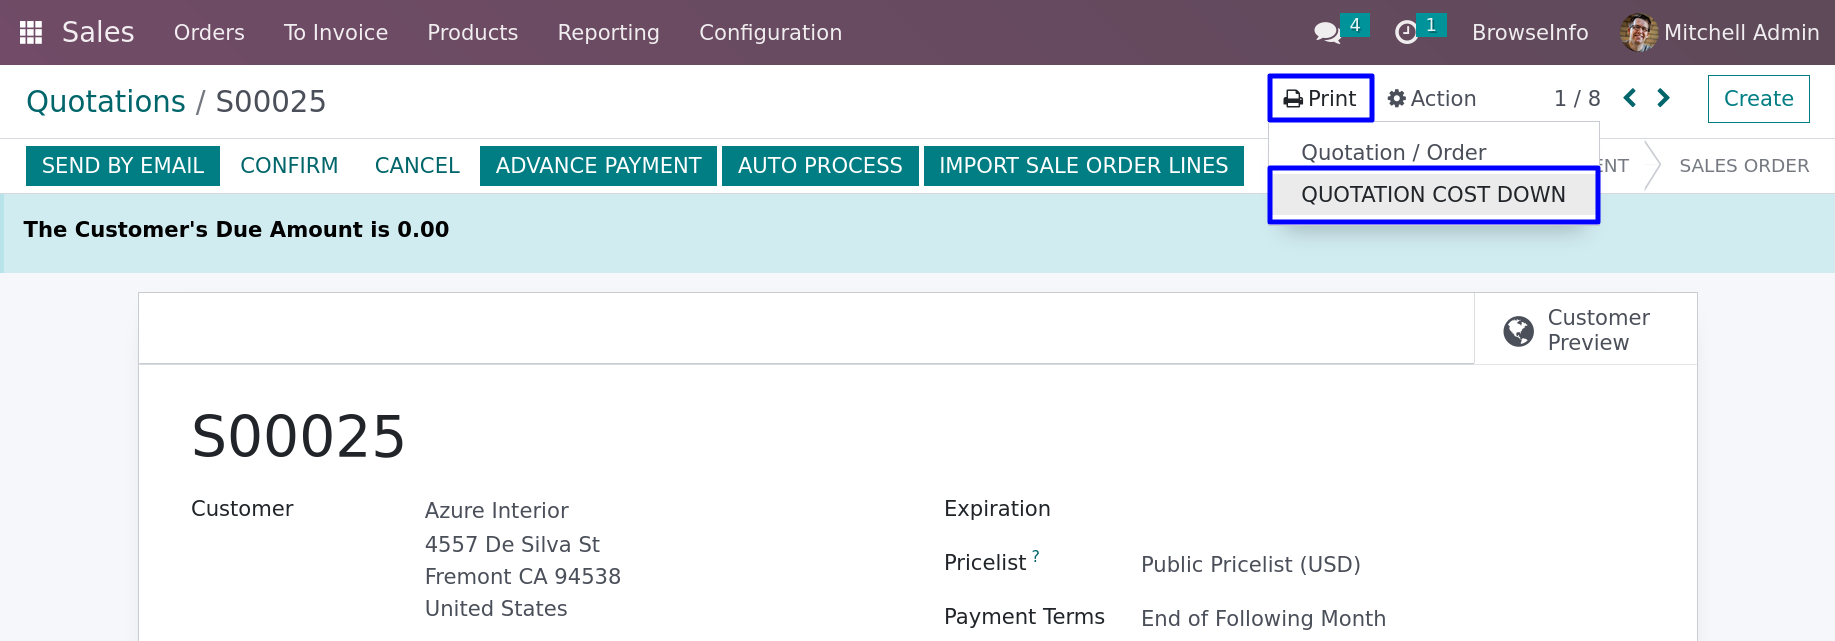 Sales Orders To Invoice Products Reporting Configuration 4 1 BrowseInfo Mitchell Admin
Quotations / S00025 Print Action 1 / 8 Create
Quotation / Order
QUOTATION COST DOWN
SEND BY EMAIL CONFIRM CANCEL ADVANCE PAYMENT AUTO PROCESS IMPORT SALE ORDER LINES SALES ORDER
The Customer's Due Amount is 0.00
Customer
Preview
S00025
Customer Azure Interior
4557 De Silva St
Fremont CA 94538
United States
Expiration
Pricelist ? Public Pricelist (USD)
Payment Terms End of Following Month